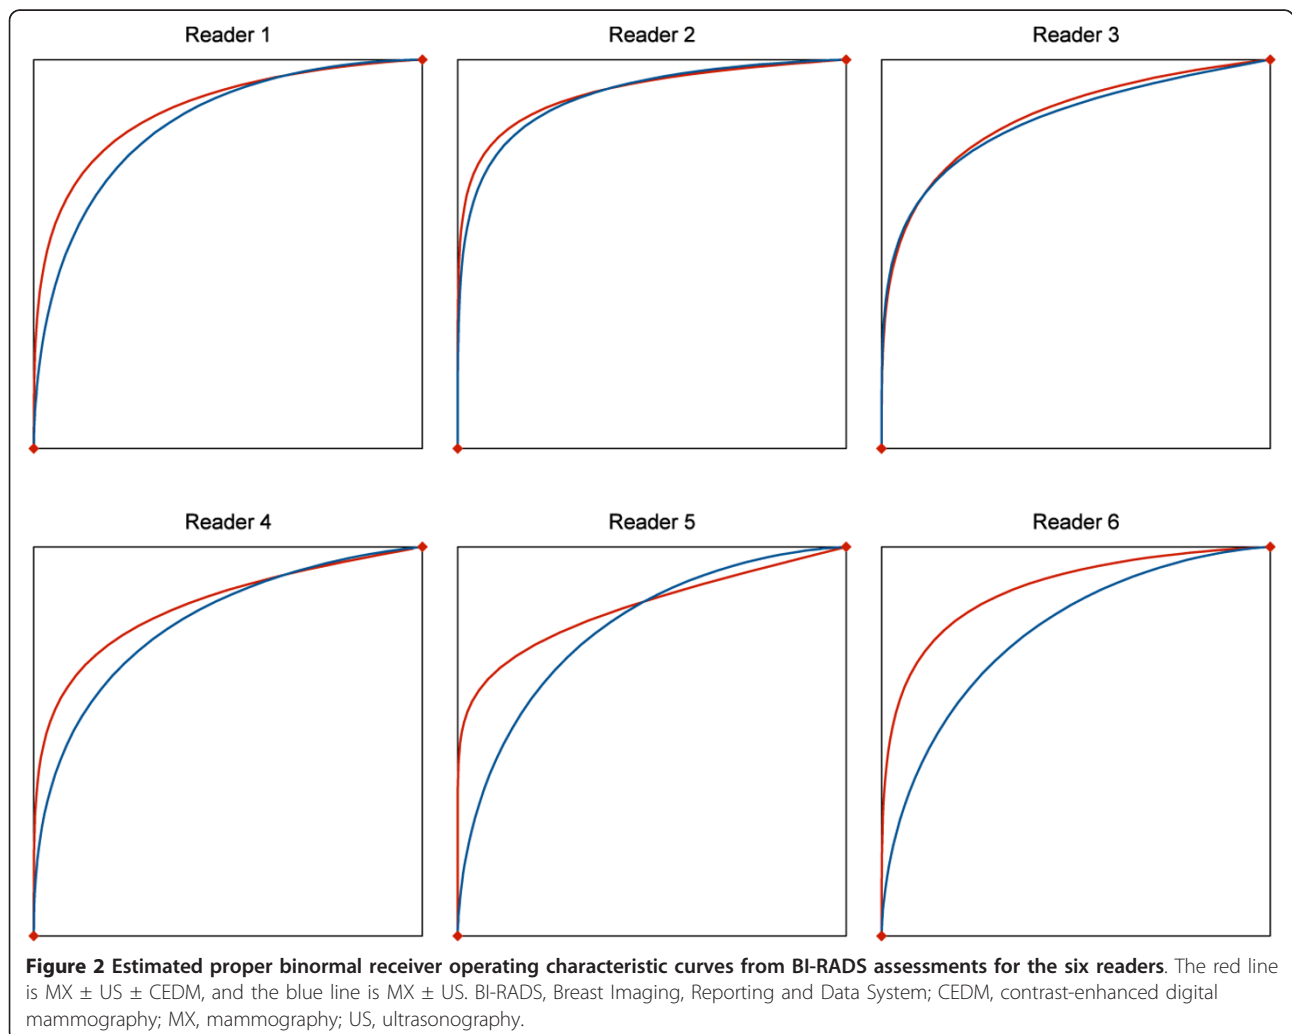 Reader 1
Reader 2
Reader 3
Reader 4
Reader 5
Reader 6
Figure 2 Estimated proper binormal receiver operating characteristic curves from BI-RADS assessments for the six readers. The red line
is MX ± US ± CEDM, and the blue line is MX ± US. BI-RADS, Breast Imaging, Reporting and Data System; CEDM, contrast-enhanced digital
mammography; MX, mammography; US, ultrasonography.